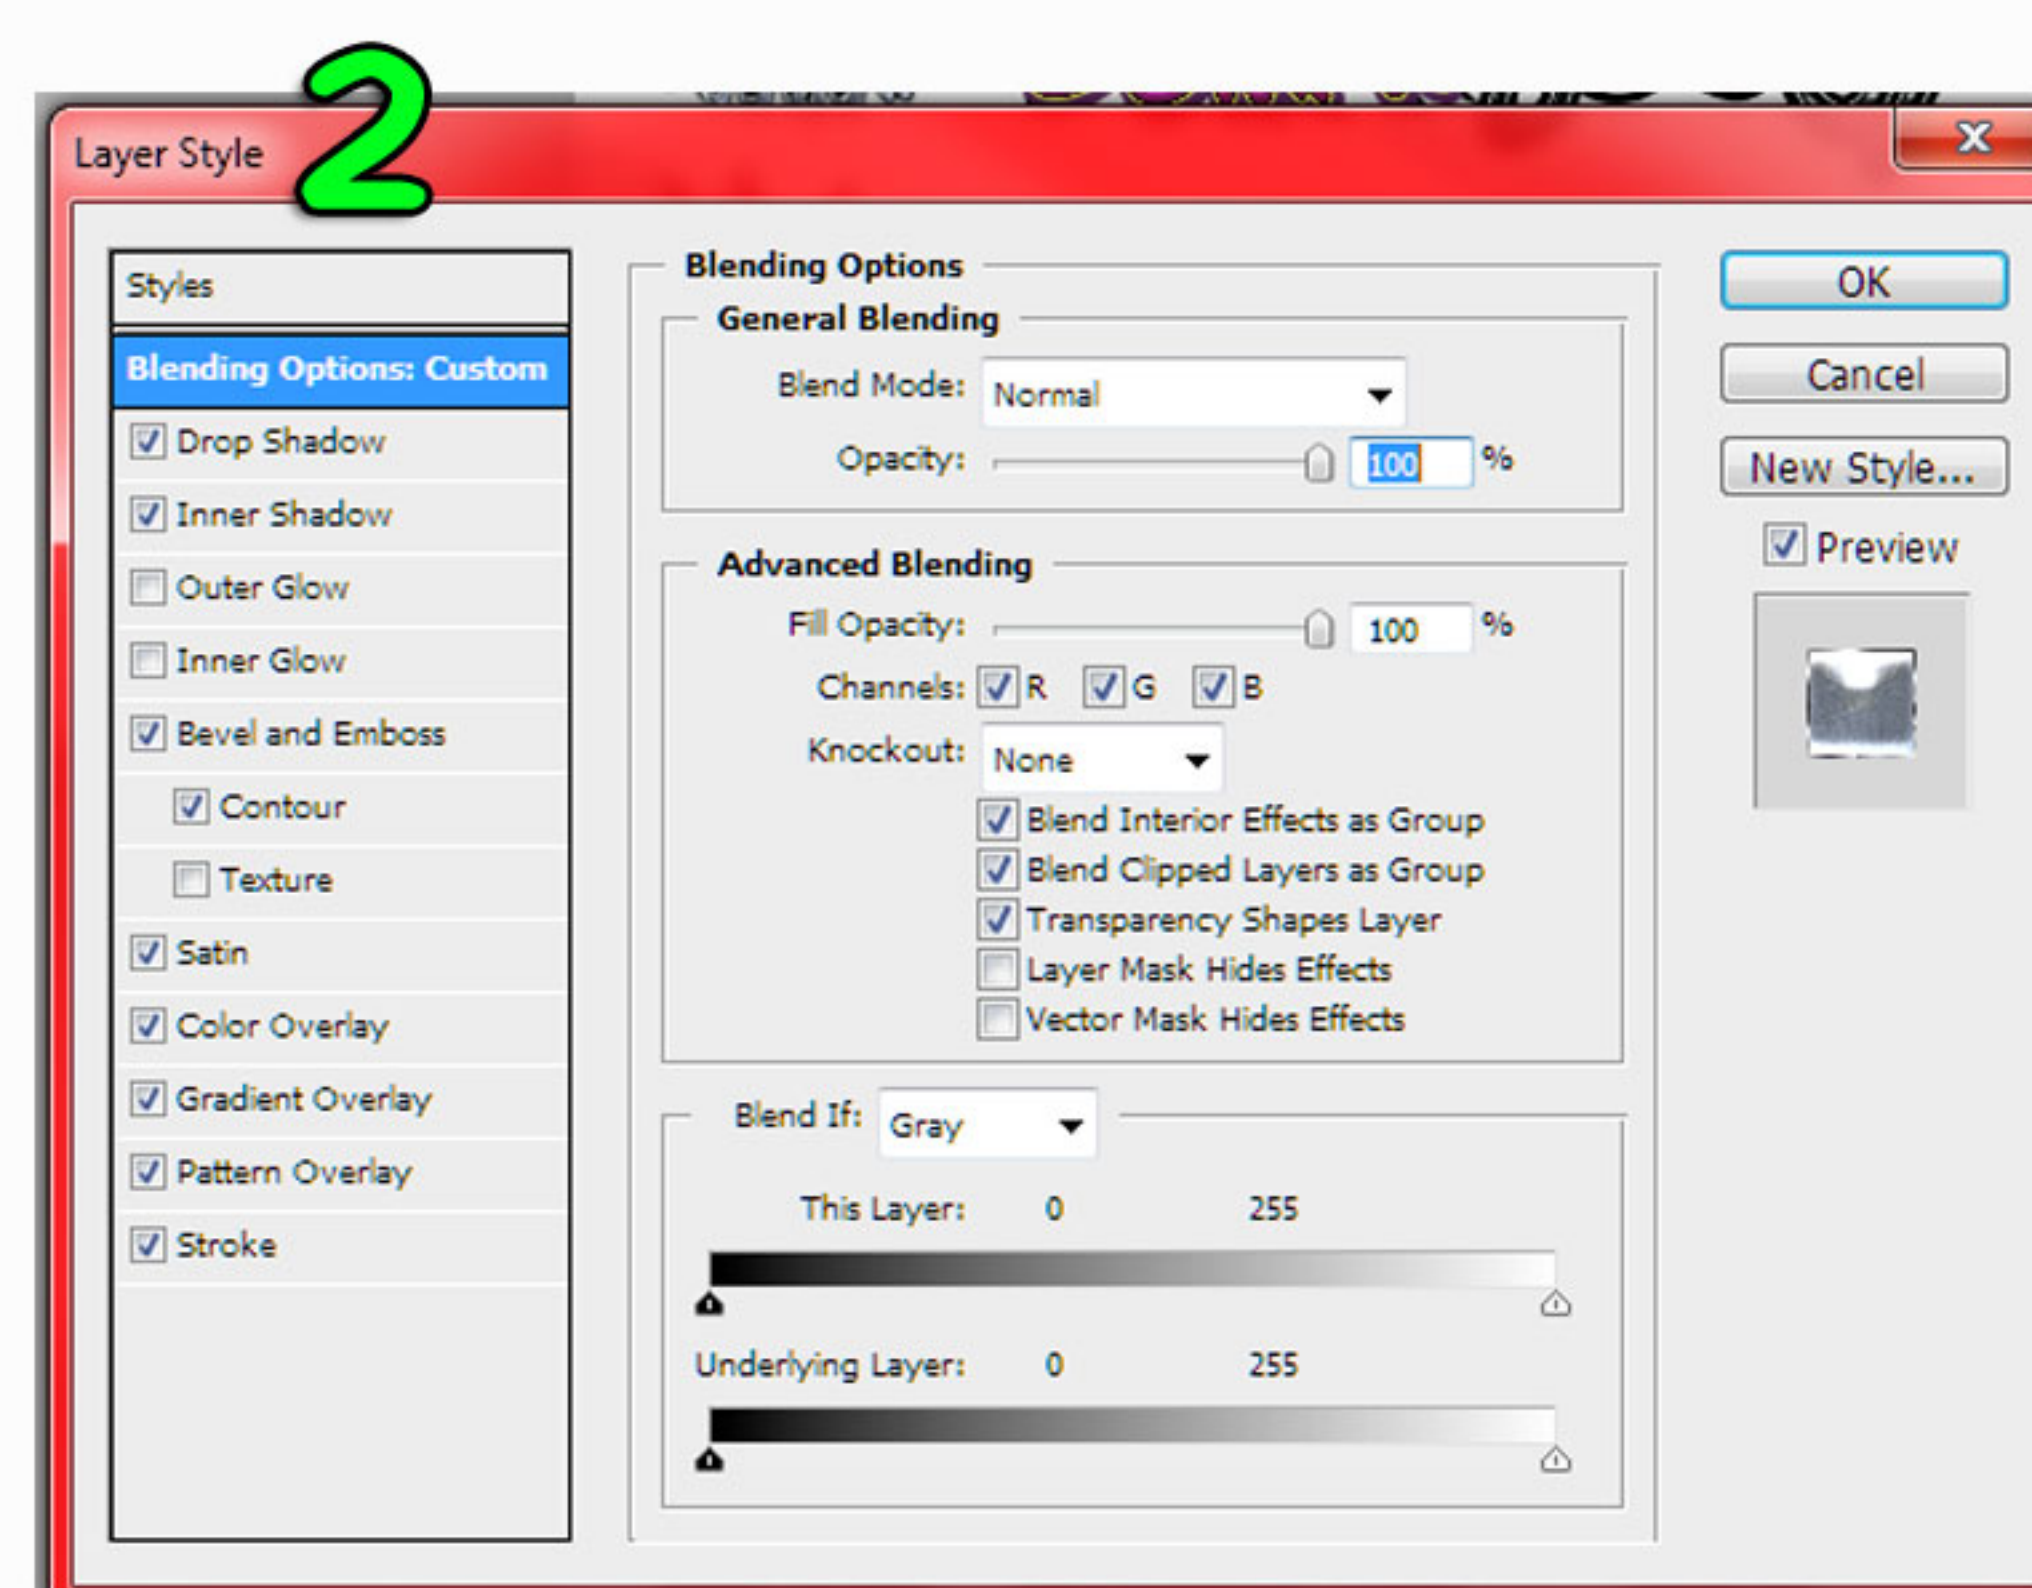 2
Layer Style
Styles
Blending Options: Custom
Drop Shadow
Inner Shadow
Outer Glow
Inner Glow
Bevel and Emboss
Contour
Texture
Satin
Color Overlay
Gradient Overlay
Pattern Overlay
Stroke
Blending Options
General Blending
Blend Mode: Normal
Opacity: 100 %
Advanced Blending
Fill Opacity: 100 %
Channels: R G B
Knockout: None
Blend Interior Effects as Group
Blend Clipped Layers as Group
Transparency Shapes Layer
Layer Mask Hides Effects
Vector Mask Hides Effects
Blend If: Gray
This Layer: 0 255
Underlying Layer: 0 255
OK
Cancel
New Style...
Preview